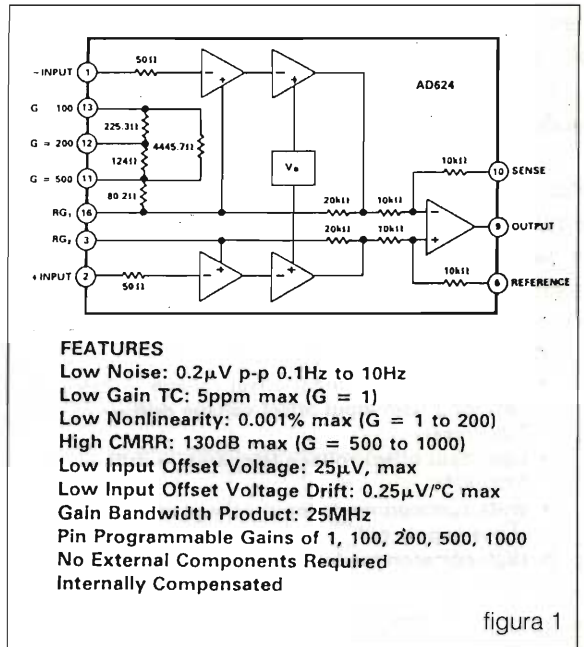 50Ω
-INPUT 1
AD624
G 100 13
225.3Ω
G = 200 12
4445.7Ω
124Ω
VB
10kΩ
10 SENSE
G = 500 11
80.2Ω
20kΩ 10kΩ
RG₁ 16
9 OUTPUT
20kΩ 10kΩ
RG₂ 3
10kΩ
+INPUT 2
6 REFERENCE
50Ω
FEATURES
Low Noise: 0.2μV p-p 0.1Hz to 10Hz
Low Gain TC: 5ppm max (G = 1)
Low Nonlinearity: 0.001% max (G = 1 to 200)
High CMRR: 130dB max (G = 500 to 1000)
Low Input Offset Voltage: 25μV, max
Low Input Offset Voltage Drift: 0.25μV/°C max
Gain Bandwidth Product: 25MHz
Pin Programmable Gains of 1, 100, 200, 500, 1000
No External Components Required
Internally Compensated
figura 1